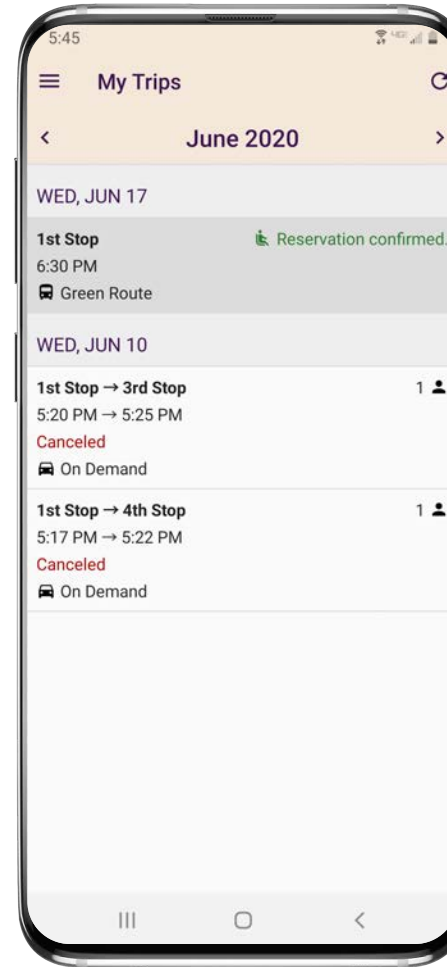 5:45
My Trips
June 2020
WED, JUN 17
1st Stop
Reservation confirmed.
6:30 PM
Green Route
WED, JUN 10
1st Stop → 3rd Stop
1
5:20 PM → 5:25 PM
Canceled
On Demand
1st Stop → 4th Stop
1
5:17 PM → 5:22 PM
Canceled
On Demand